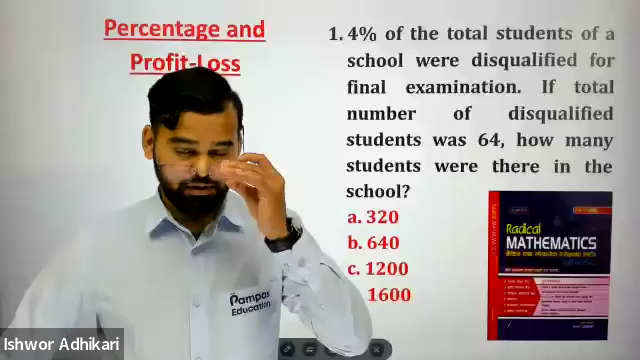 Percentage and
Profit-Loss
1. 4% of the total students of a
school were disqualified for
final examination. If total
number of disqualified
students was 64, how many
students were there in the
school?
a. 320
b. 640
c. 1200
1600
Radical
MATHEMATICS
Pampas
Education
Ishwor Adhikari